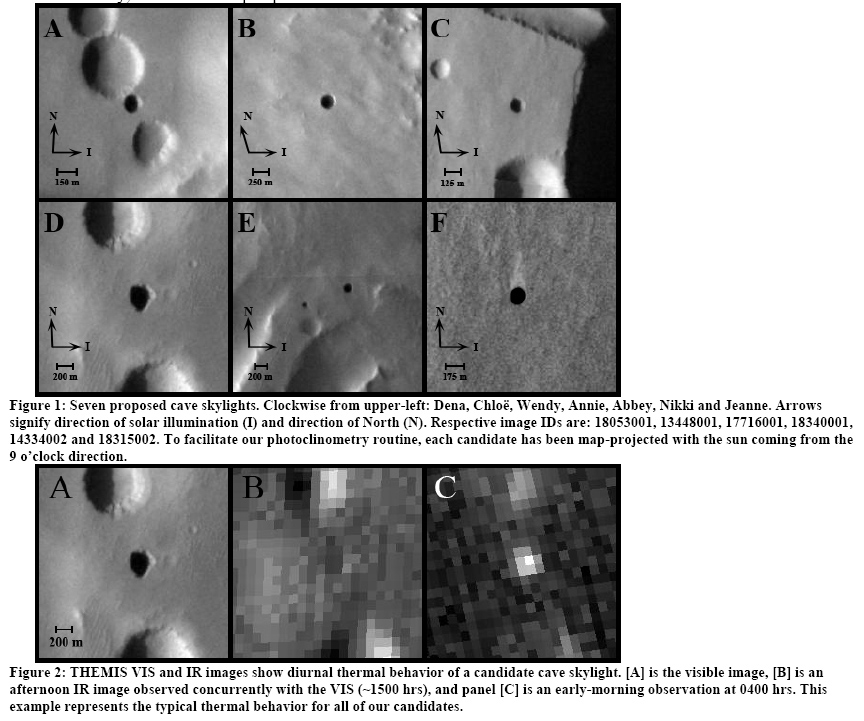 A
B
C
N
I
150 m
N
I
250 m
N
I
125 m
D
E
F
N
I
200 m
N
I
200 m
N
I
175 m
Figure 1: Seven proposed cave skylights. Clockwise from upper-left: Dena, Chloë, Wendy, Annie, Abbey, Nikki and Jeanne. Arrows
signify direction of solar illumination (I) and direction of North (N). Respective image IDs are: 18053001, 13448001, 17716001, 18340001,
14334002 and 18315002. To facilitate our photoclinometry routine, each candidate has been map-projected with the sun coming from the
9 o'clock direction.
A
B
C
200 m
Figure 2: THEMIS VIS and IR images show diurnal thermal behavior of a candidate cave skylight. [A] is the visible image, [B] is an
afternoon IR image observed concurrently with the VIS (~1500 hrs), and panel [C] is an early-morning observation at 0400 hrs. This
example represents the typical thermal behavior for all of our candidates.